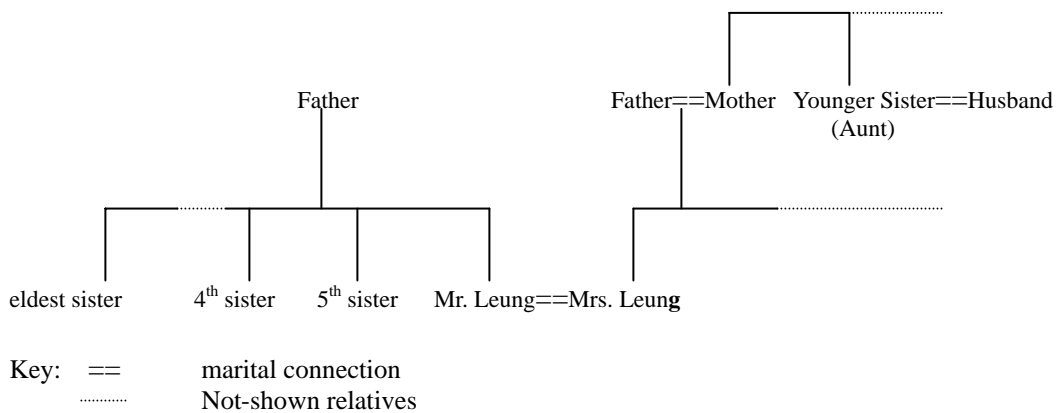 Father Father==Mother Younger Sister==Husband
(Aunt)
eldest sister 4th sister 5th sister Mr. Leung==Mrs. Leung
Key: == marital connection
Not-shown relatives